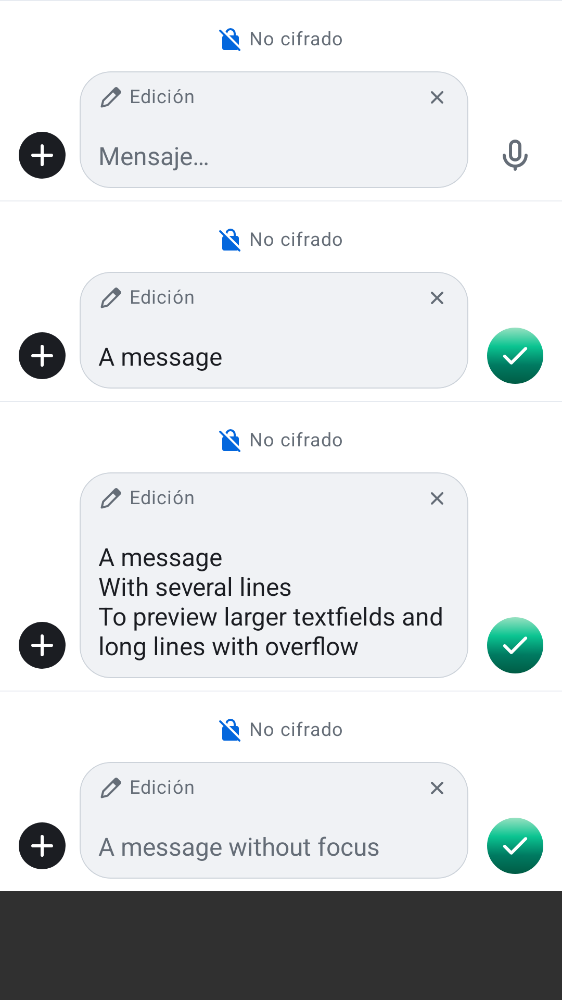 No cifrado
Edición
Mensaje…
No cifrado
Edición
A message
No cifrado
Edición
A message
With several lines
To preview larger textfields and
long lines with overflow
No cifrado
Edición
A message without focus